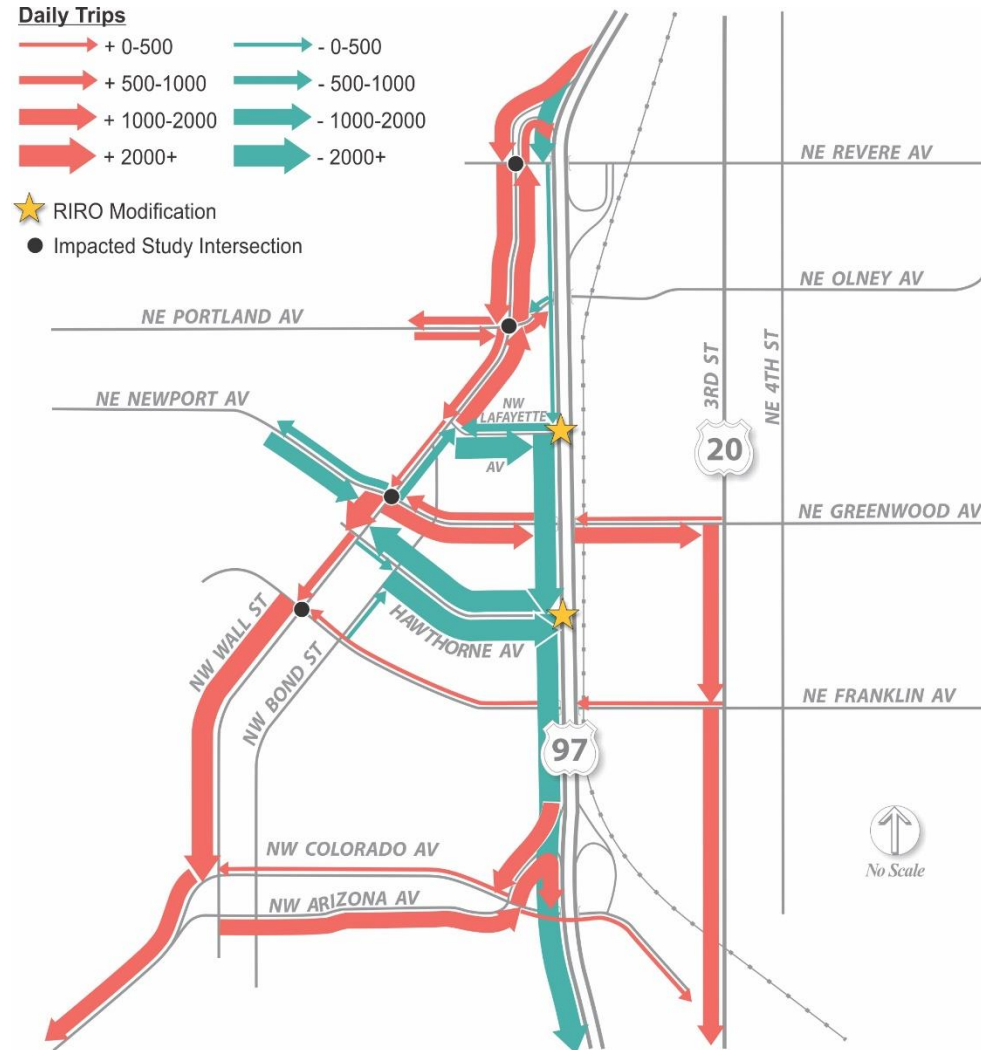 Daily Trips
+ 0-500
- 0-500
+ 500-1000
- 500-1000
+ 1000-2000
- 1000-2000
+ 2000+
- 2000+
RIRO Modification
Impacted Study Intersection
NE REVERE AV
NE OLNEY AV
NE PORTLAND AV
3RD ST
NE 4TH ST
NE NEWPORT AV
NW
LAFAYETTE
AV
20
NE GREENWOOD AV
HAWTHORNE AV
NW WALL ST
NW BOND ST
NE FRANKLIN AV
97
NW COLORADO AV
NW ARIZONA AV
No Scale